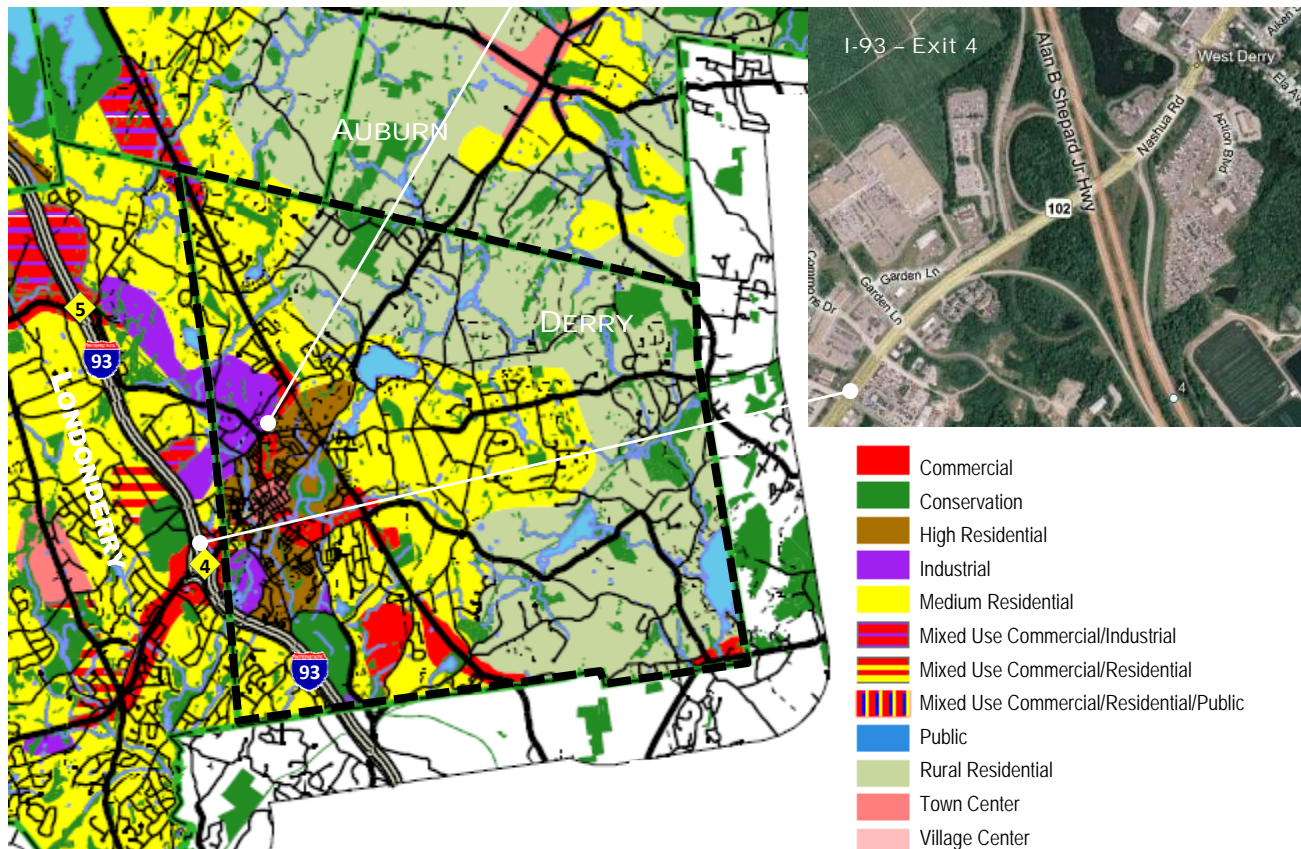 AUBURN
DERRY
LONDONDERRY
5
INTERSTATE
93
4
INTERSTATE
93
I-93 – Exit 4
Alan B Shepard Jr Hwy
West Derry
Nashua Rd
Action Blvd
102
Garden Ln
Garden Ln
4
Commercial
Conservation
High Residential
Industrial
Medium Residential
Mixed Use Commercial/Industrial
Mixed Use Commercial/Residential
Mixed Use Commercial/Residential/Public
Public
Rural Residential
Town Center
Village Center